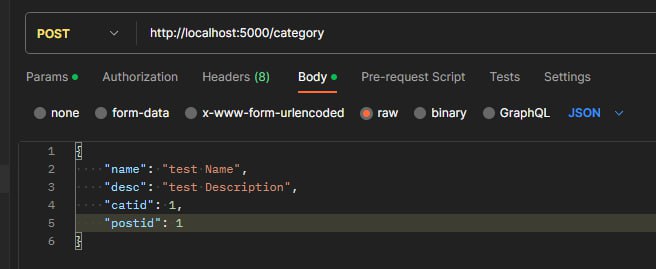 POST http://localhost:5000/category
Params Authorization Headers (8) Body Pre-request Script Tests Settings
none form-data x-www-form-urlencoded raw binary GraphQL JSON
1 {
2 "name": "test Name",
3 "desc": "test Description",
4 "catid": 1,
5 "postid": 1
6 }